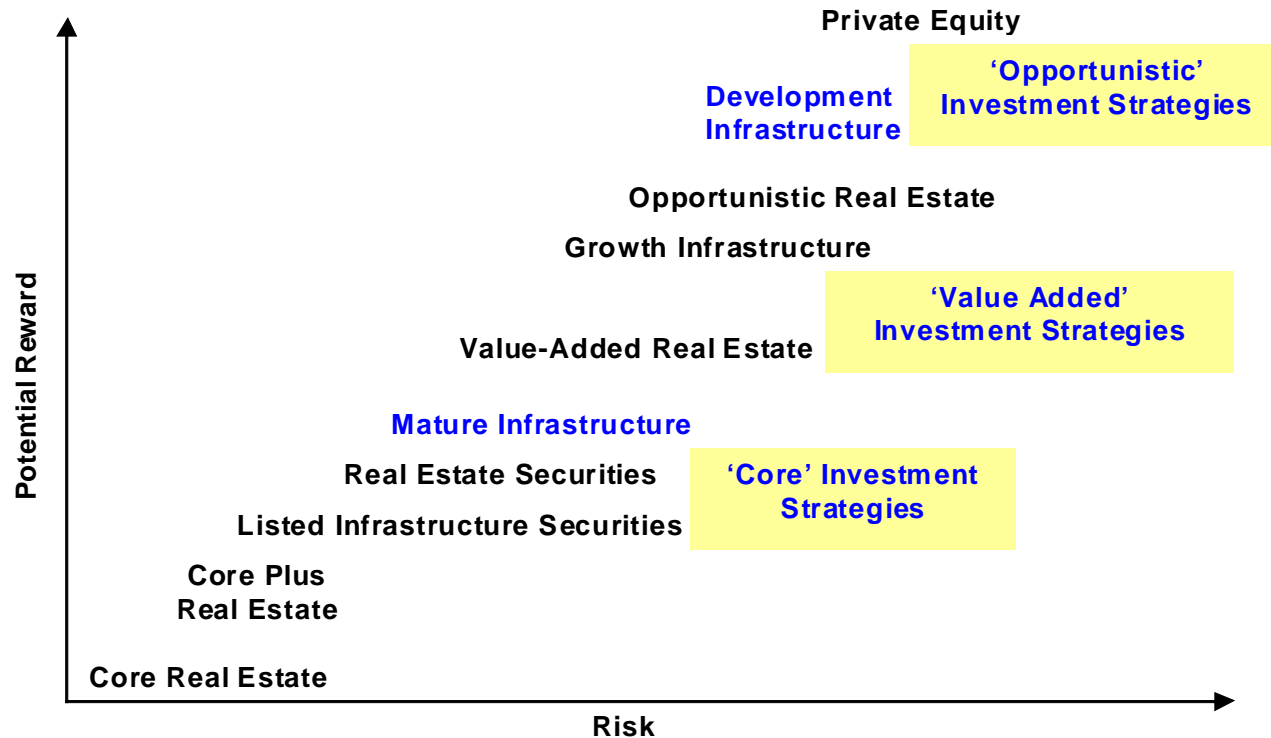 Private Equity
‘Opportunistic’
Investment Strategies
Development
Infrastructure
Opportunistic Real Estate
Growth Infrastructure
‘Value Added’
Investment Strategies
Value-Added Real Estate
Mature Infrastructure
Real Estate Securities
‘Core’ Investment
Strategies
Listed Infrastructure Securities
Core Plus
Real Estate
Core Real Estate
Potential Reward
Risk